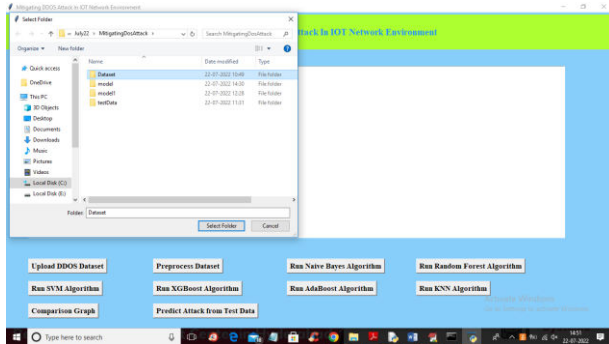 Mitigating DDOS Attack in IOT Network Environment
Select Folder
ttack In IOT Network Environment
July22 > MitigatingDosAttack >
Search MitigatingDosAttack
Organize
New folder
Name
Date modified
Type
Quick access
OneDrive
This PC
3D Objects
Desktop
Documents
Downloads
Music
Pictures
Videos
Local Disk (C:)
Local Disk (E:)
Dataset 22-07-2022 10:49 File folder
model 22-07-2022 14:30 File folder
model1 22-07-2022 12:28 File folder
testData 22-07-2022 11:31 File folder
Folder: Dataset
Select Folder
Cancel
Upload DDOS Dataset
Preprocess Dataset
Run Naive Bayes Algorithm
Run Random Forest Algorithm
Run SVM Algorithm
Run XGBoost Algorithm
Run AdaBoost Algorithm
Run KNN Algorithm
Comparison Graph
Predict Attack from Test Data
Activate Windows
Type here to search
14:31
22-07-2022